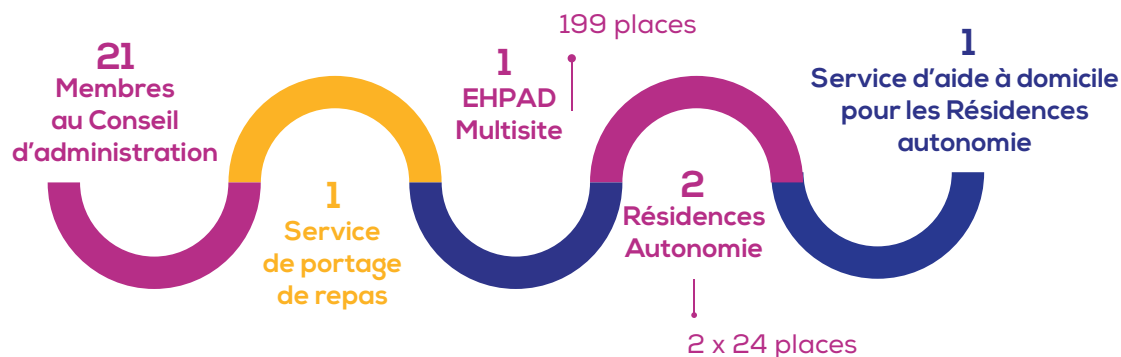 21
Membres
au Conseil
d'administration
1
Service
de portage
de repas
1
EHPAD
Multisite
199 places
2
Résidences
Autonomie
2 x 24 places
1
Service d'aide à domicile
pour les Résidences
autonomie